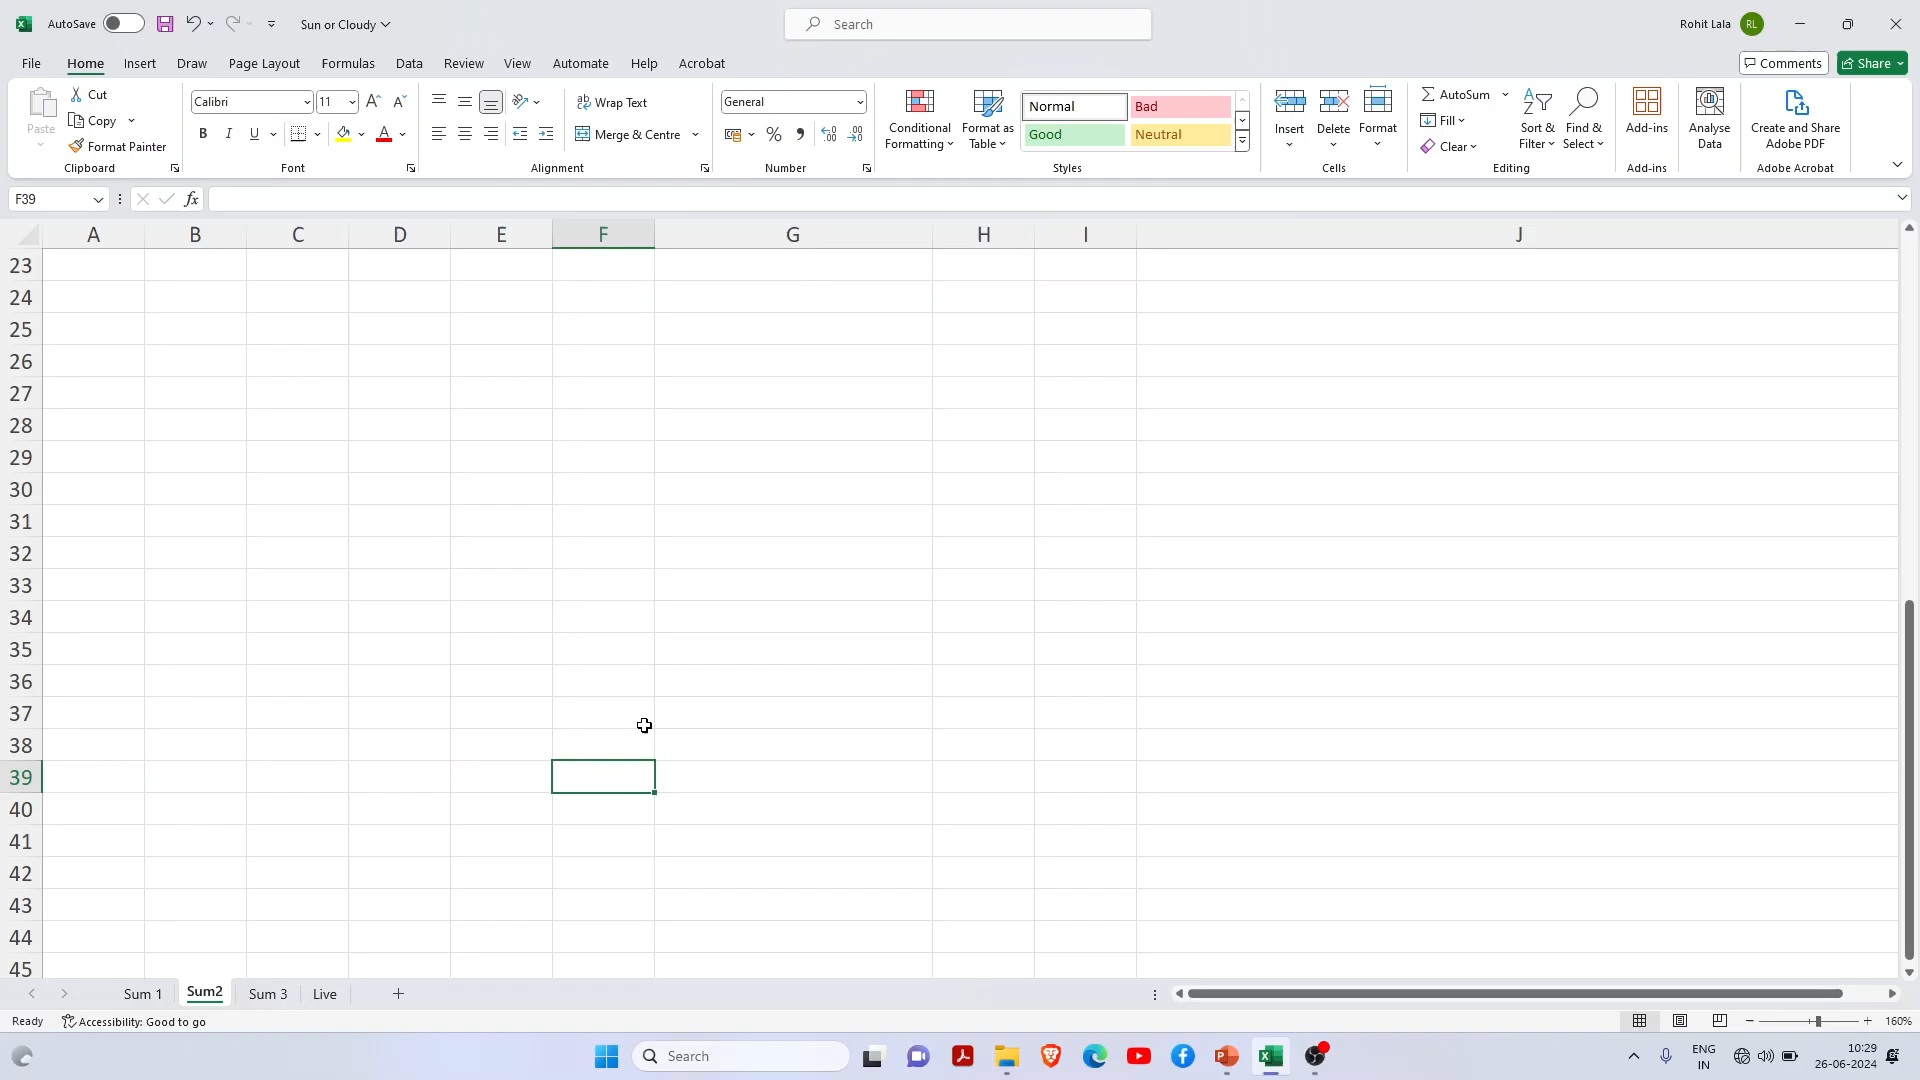 AutoSave Sun or Cloudy Search Rohit Lala RL
File Home Insert Draw Page Layout Formulas Data Review View Automate Help Acrobat Comments Share
Paste Cut Copy Format Painter Clipboard
Calibri 11 B I U A Font
Wrap Text Merge & Centre Alignment
General % Number
Conditional Formatting Format as Table Normal Bad Good Neutral Styles
Insert Delete Format Cells
AutoSum Fill Clear Sort & Filter Find & Select Editing
Add-ins Add-ins
Analyse Data
Create and Share Adobe PDF Adobe Acrobat
F39 fx
A B C D E F G H I J
23
24
25
26
27
28
29
30
31
32
33
34
35
36
37
38
39
40
41
42
43
44
45
Sum 1 Sum2 Sum 3 Live
Ready Accessibility: Good to go 160%
Search ENG IN 10:29 26-06-2024